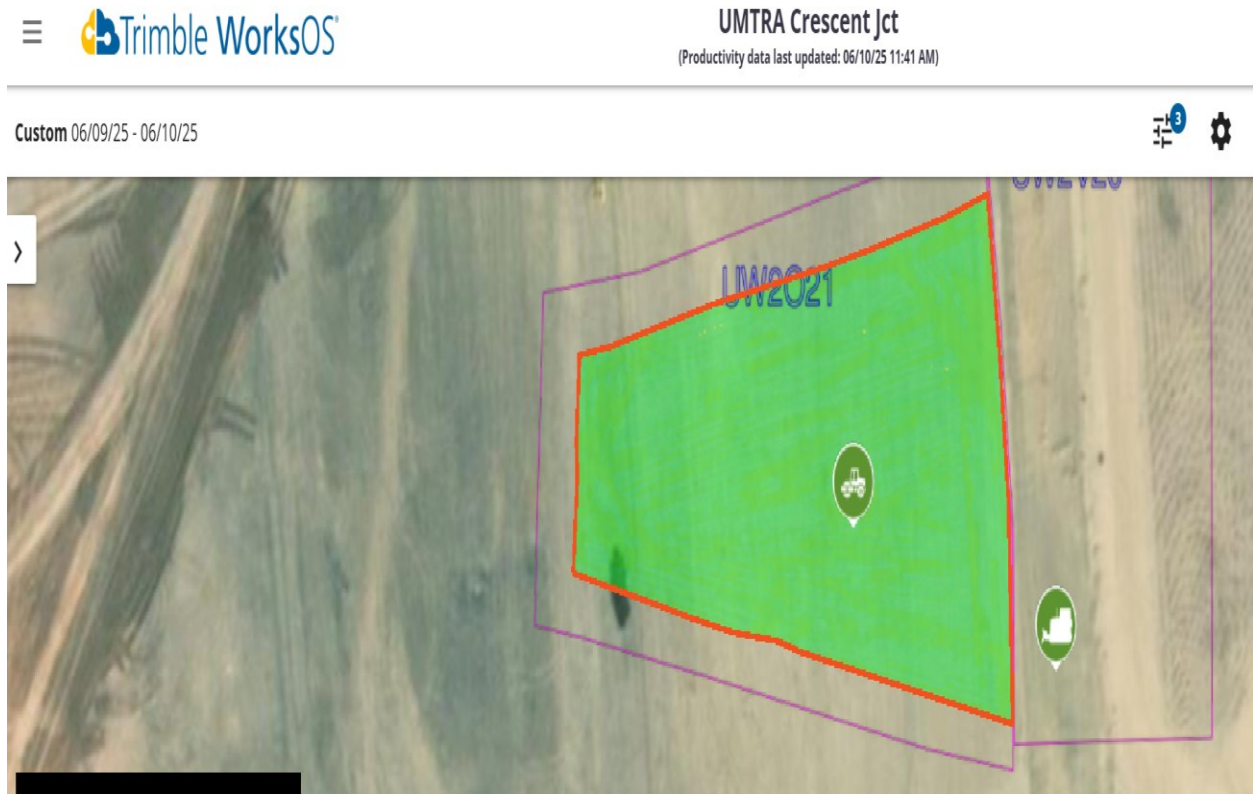 Trimble WorksOS
UMTRA Crescent Jct
(Productivity data last updated: 06/10/25 11:41 AM)
Custom 06/09/25 - 06/10/25
3
UW2O21